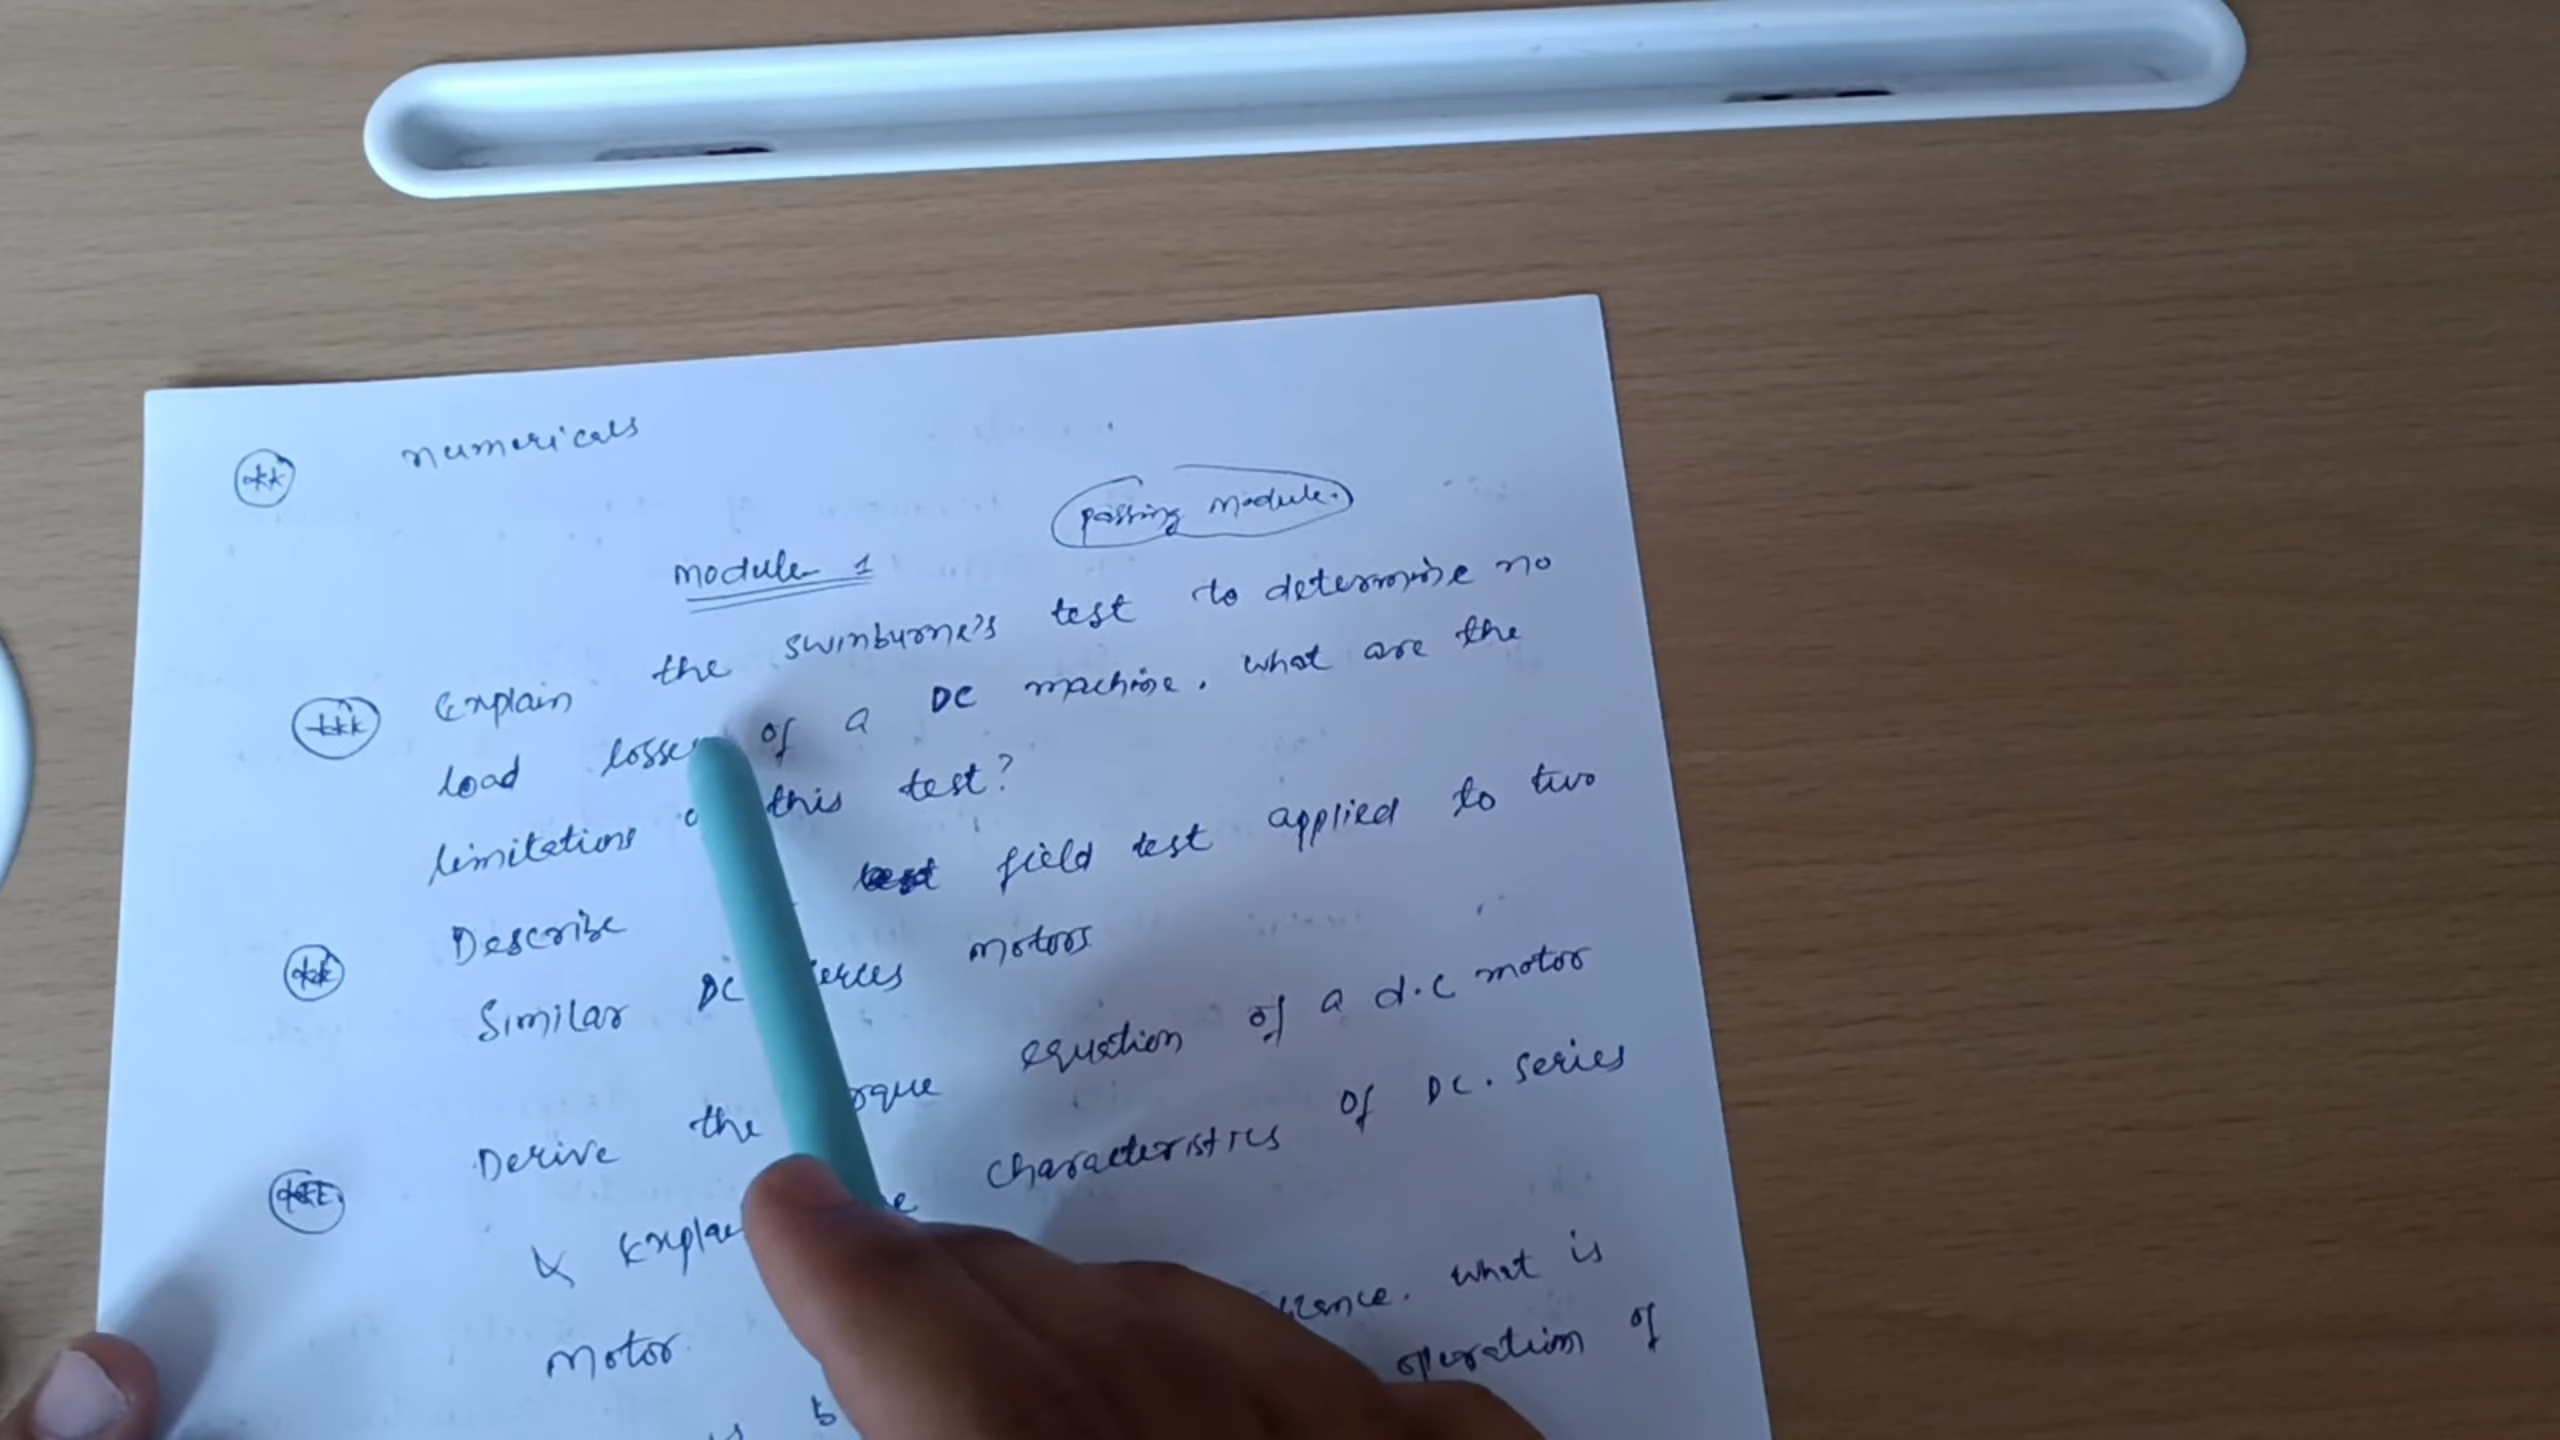 ** numericals
passing module.
module 1
*** Explain the swinburne's test to determine no
load losses of a DC machine. what are the
limitations this test?
** Describe field test applied to two
Similar DC series motors
*** Derive the torque equation of a d.c motor
& Explain characteristics of DC. series
motor.
what is
operation of